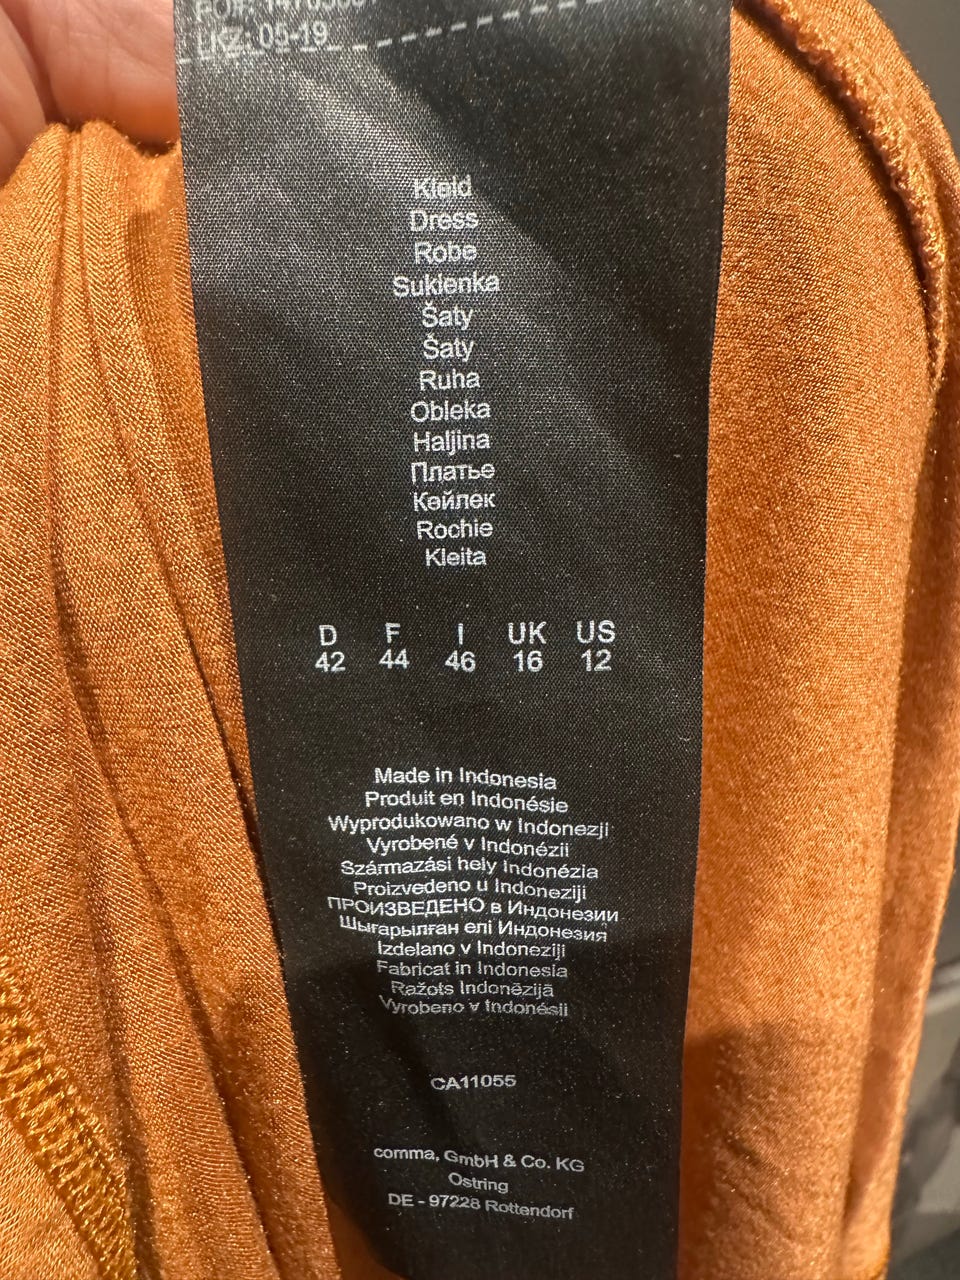 LKZ: 05-19
Kleid
Dress
Robe
Sukienka
Šaty
Šaty
Ruha
Obleka
Haljina
Платье
Көйлек
Rochie
Kleita
D F I UK US
42 44 46 16 12
Made in Indonesia
Produit en Indonésie
Wyprodukowano w Indonezji
Vyrobené v Indonézii
Származási hely Indonézia
Proizvedeno u Indoneziji
ПРОИЗВЕДЕНО в Индонезии
Шығарылған елі Индонезия
Izdelano v Indoneziji
Fabricat in Indonesia
Ražots Indonēzijā
Vyrobeno v Indonésii
CA11055
comma, GmbH & Co. KG
Ostring
DE - 97228 Rottendorf